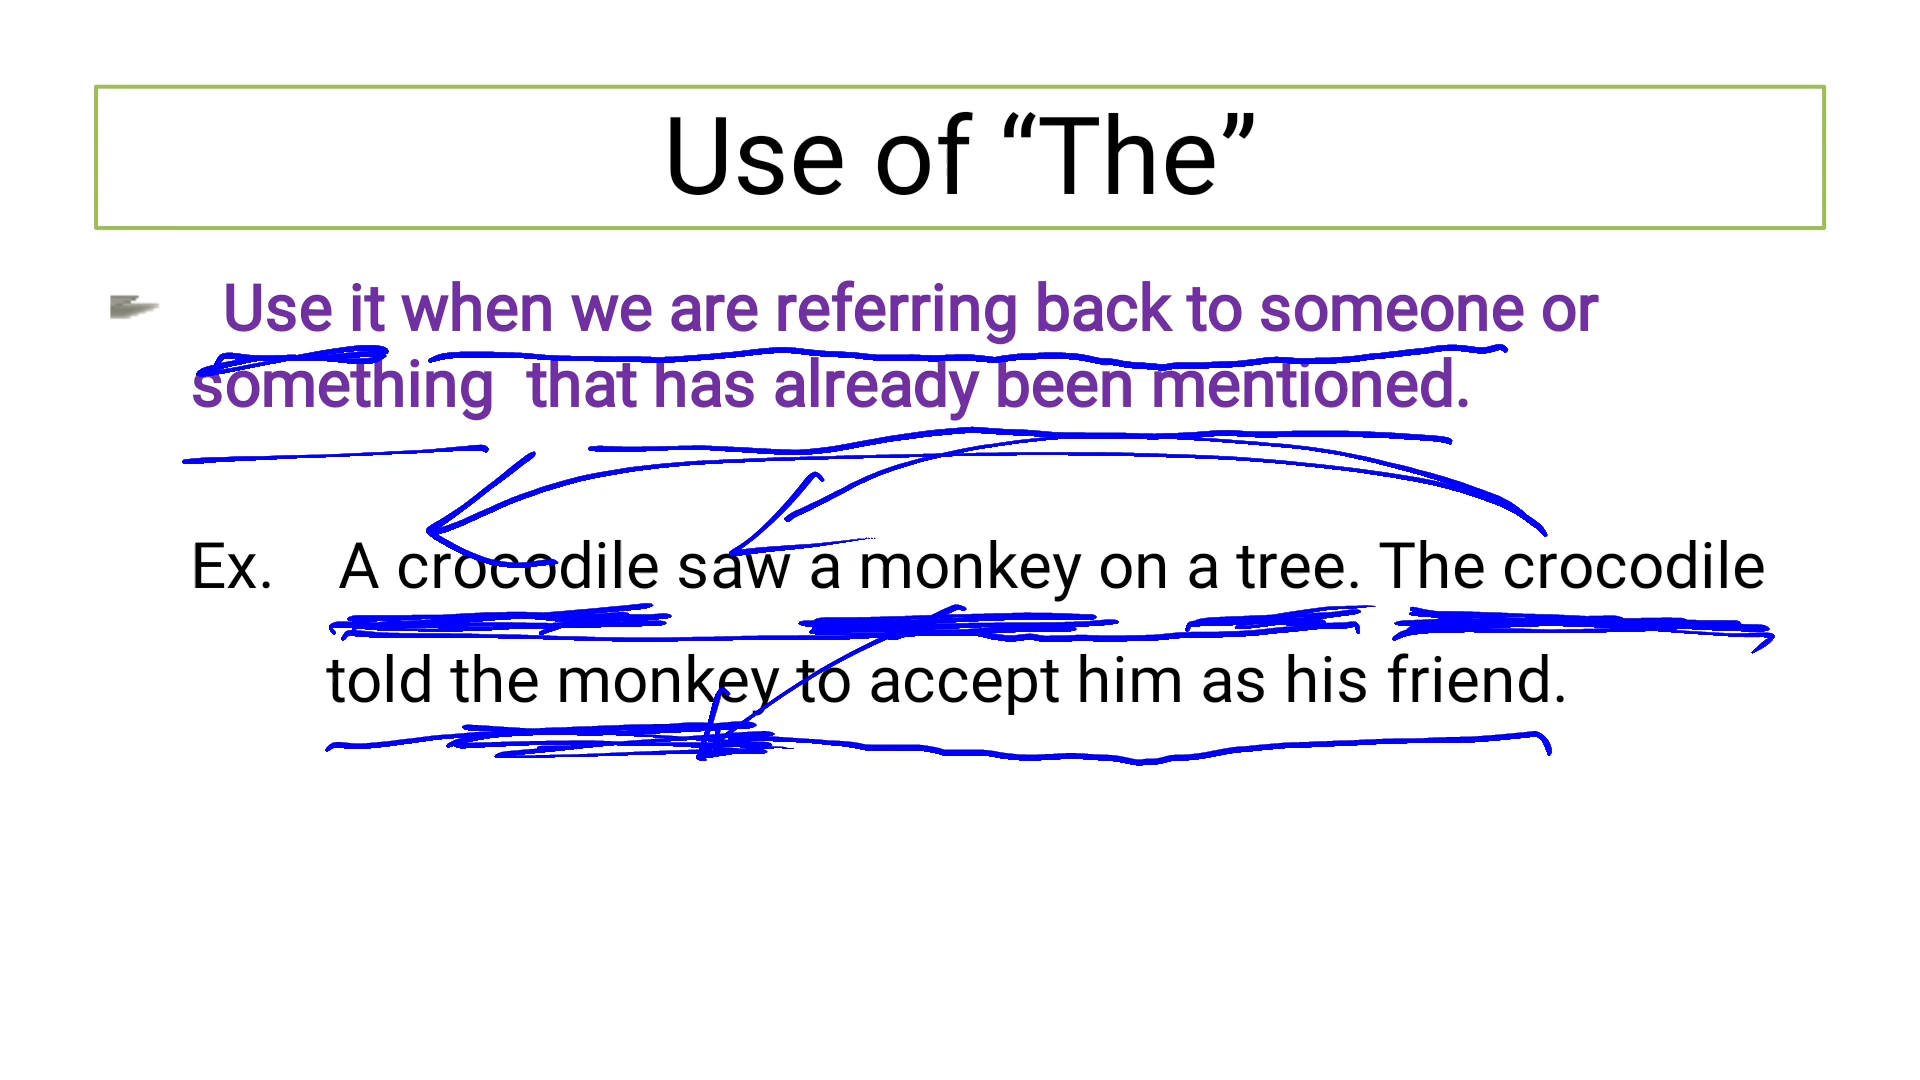 Use of “The”
Use it when we are referring back to someone or
something that has already been mentioned.
Ex. A crocodile saw a monkey on a tree. The crocodile
told the monkey to accept him as his friend.